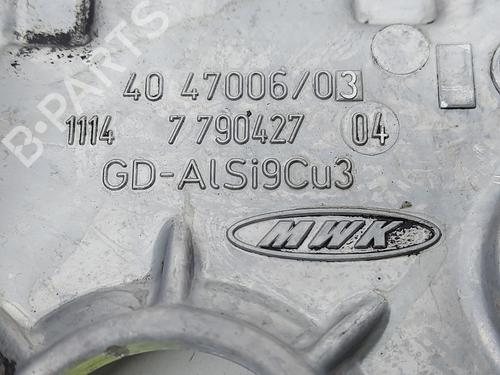 40 47006/03
1114 7 790427 04
GD-AlSi9Cu3
MWK
B-PARTS